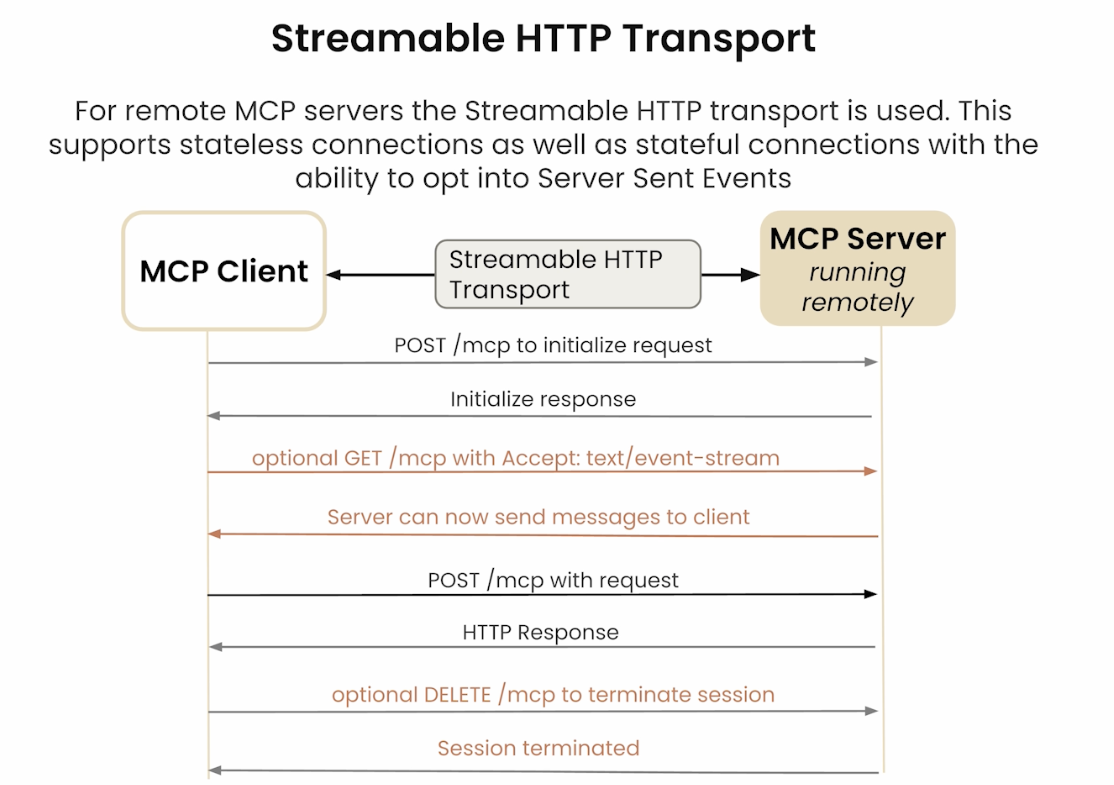 Streamable HTTP Transport
For remote MCP servers the Streamable HTTP transport is used. This
supports stateless connections as well as stateful connections with the
ability to opt into Server Sent Events
MCP Client
Streamable HTTP
Transport
MCP Server
running
remotely
POST /mcp to initialize request
Initialize response
optional GET /mcp with Accept: text/event-stream
Server can now send messages to client
POST /mcp with request
HTTP Response
optional DELETE /mcp to terminate session
Session terminated